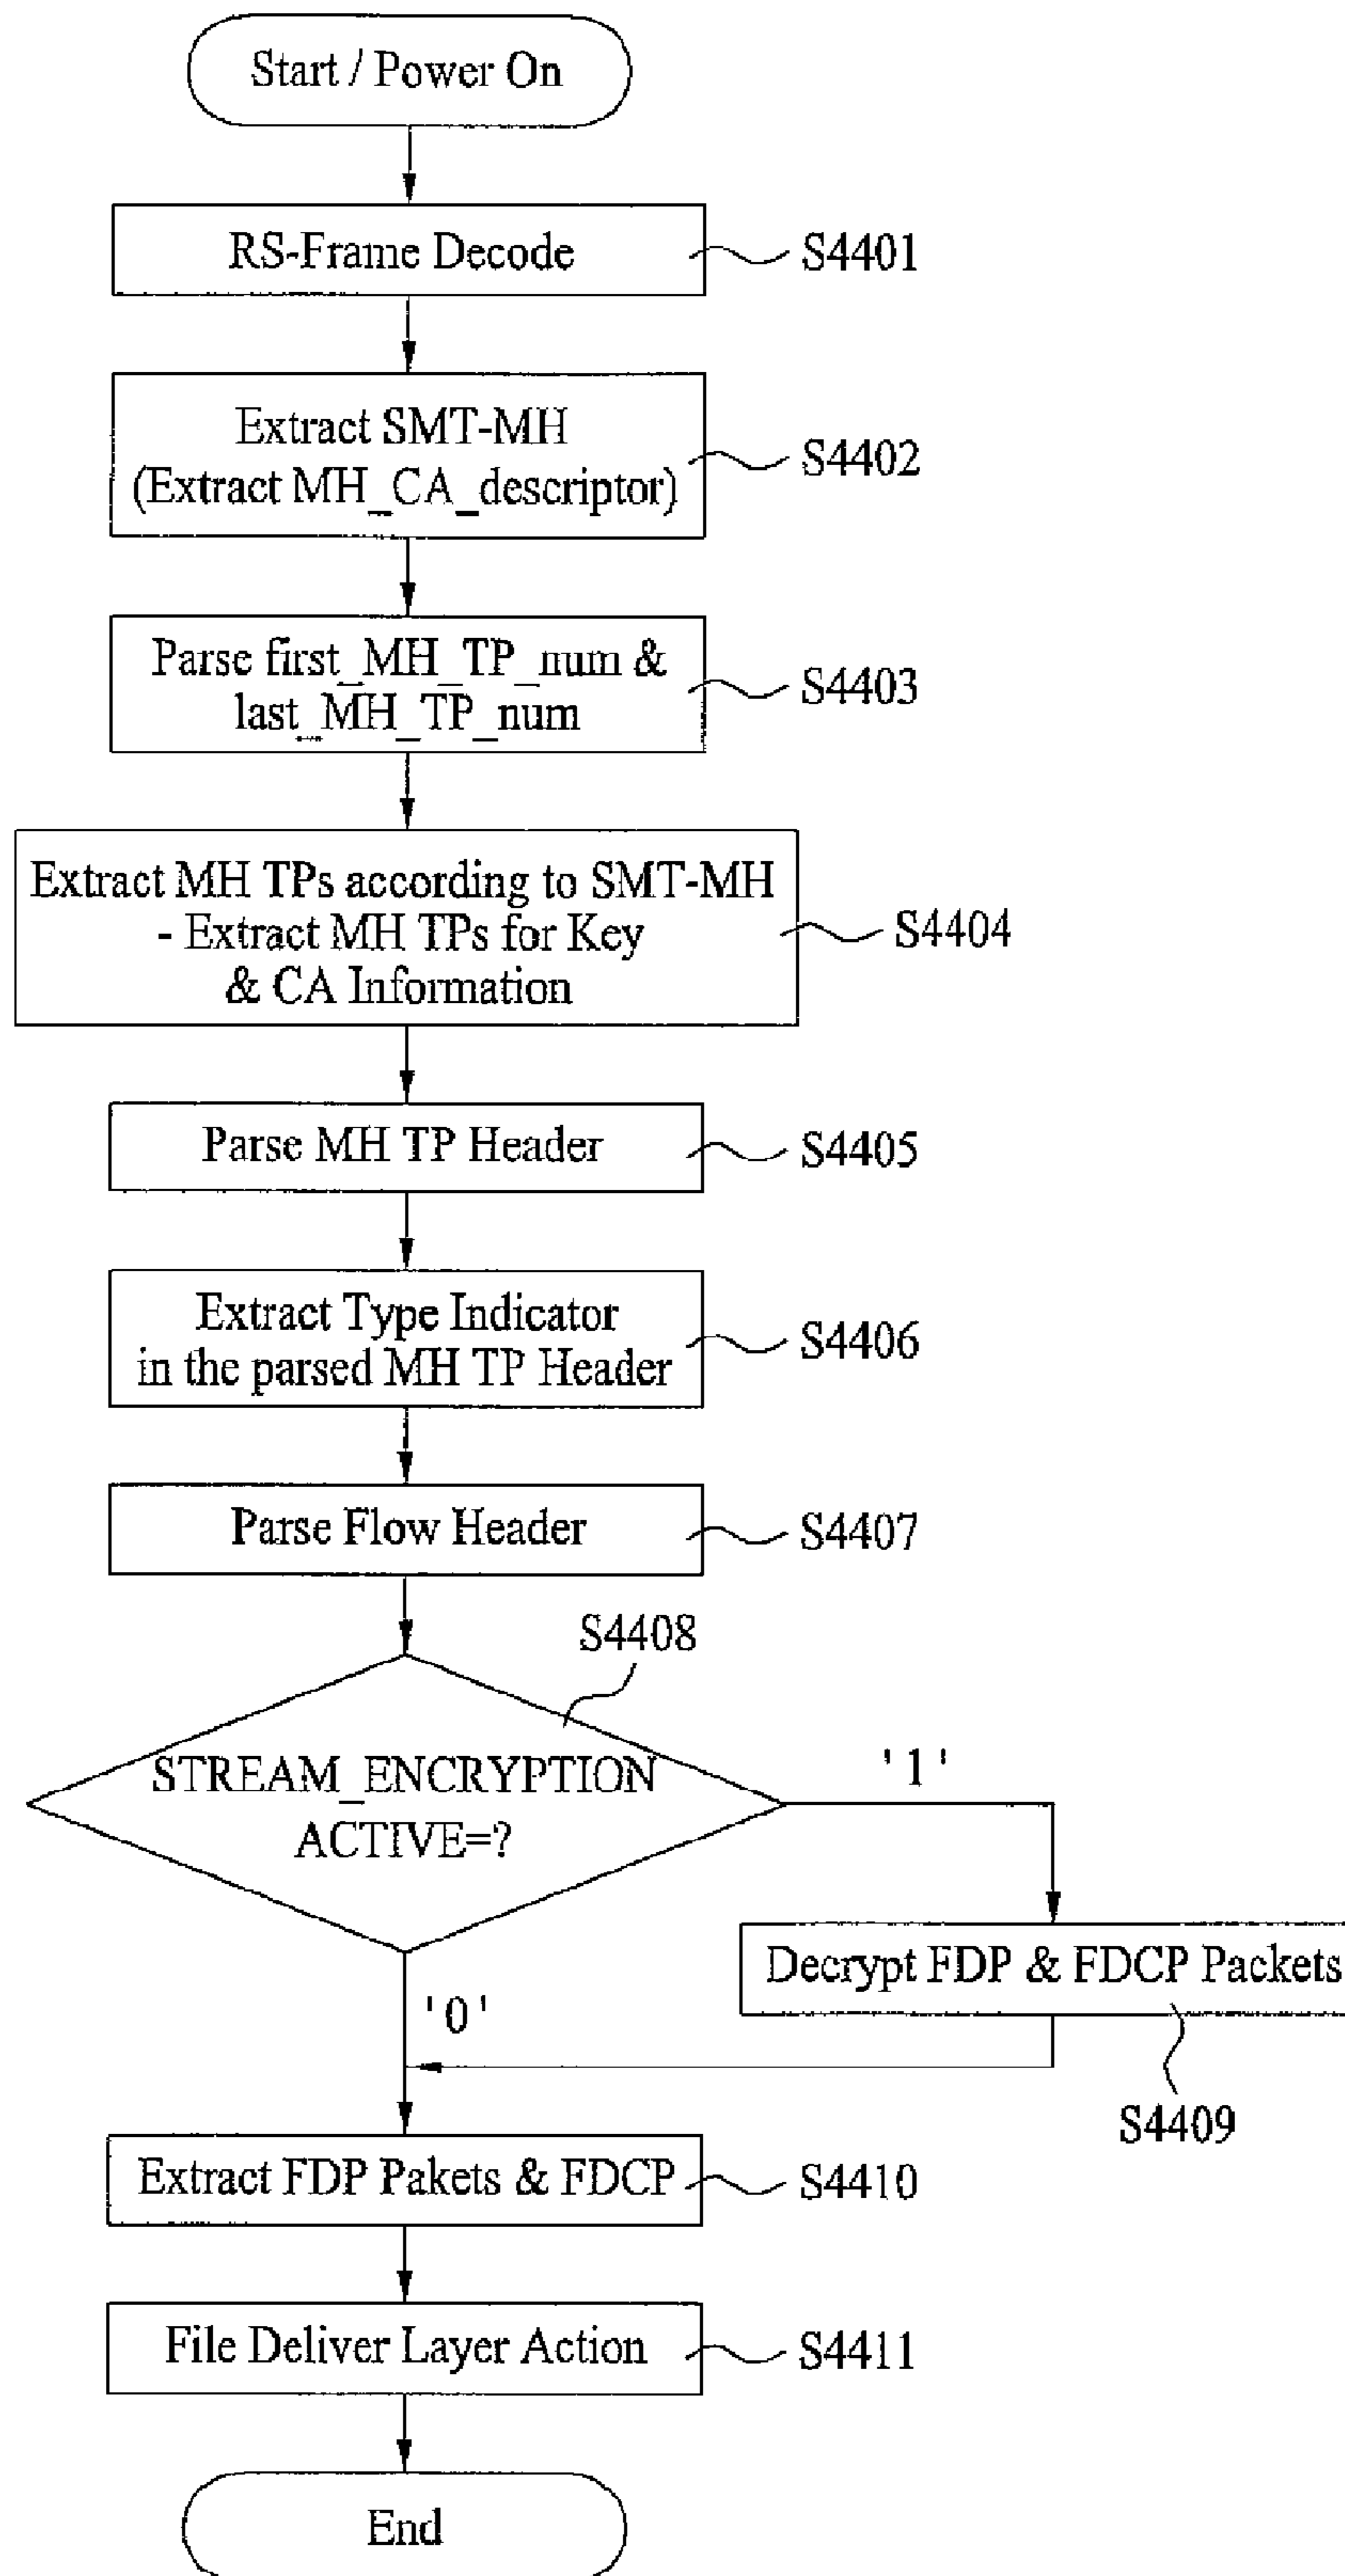 Start / Power On
RS-Frame Decode
S4401
Extract SMT-MH
(Extract MH_CA_descriptor)
S4402
Parse first_MH_TP_num &
last_MH_TP_num
S4403
Extract MH TPs according to SMT-MH
- Extract MH TPs for Key
& CA Information
S4404
Parse MH TP Header
S4405
Extract Type Indicator
in the parsed MH TP Header
S4406
Parse Flow Header
S4407
S4408
STREAM_ENCRYPTION
ACTIVE=?
'1'
Decrypt FDP & FDCP Packets
'0'
S4409
Extract FDP Pakets & FDCP
S4410
File Deliver Layer Action
S4411
End